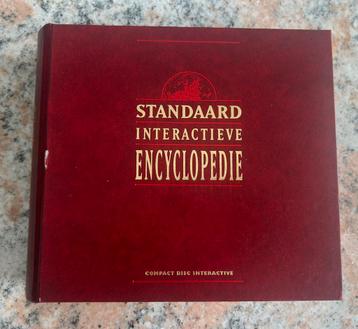 STANDAARD
INTERACTIEVE
ENCYCLOPEDIE
COMPACT DISC INTERACTIVE